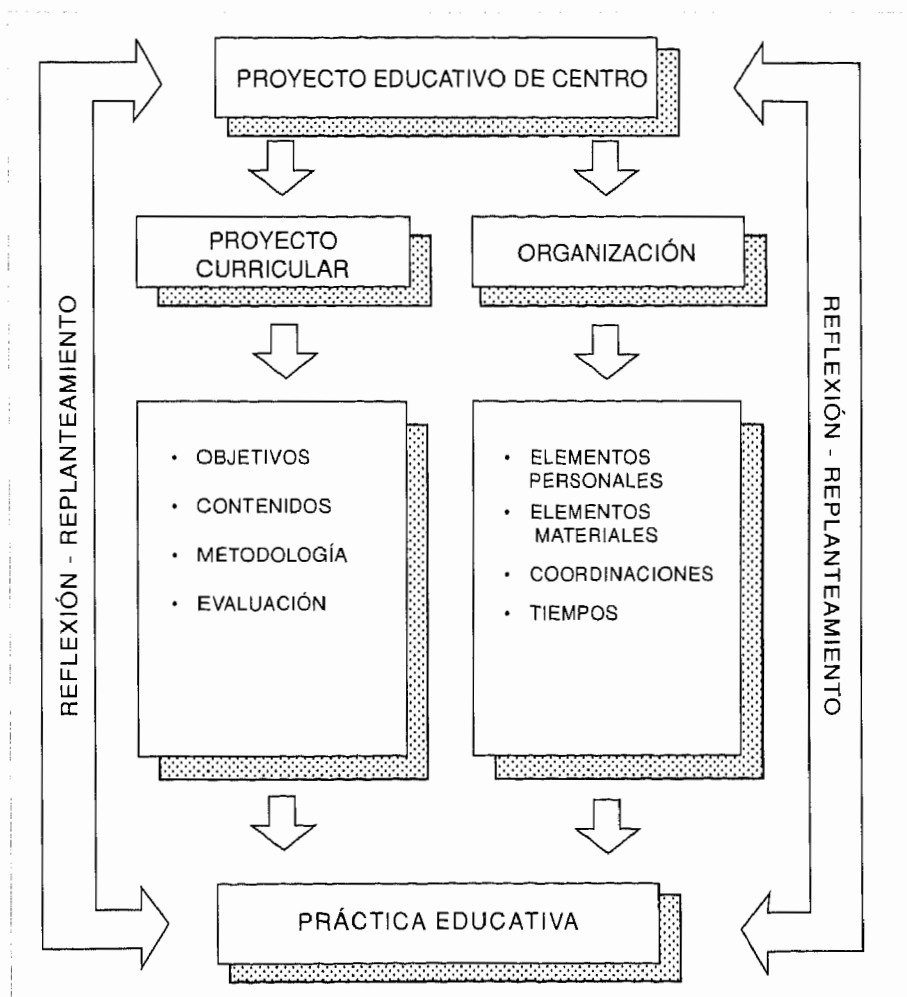 PROYECTO EDUCATIVO DE CENTRO
PROYECTO
CURRICULAR
ORGANIZACIÓN
REFLEXIÓN - REPLANTEAMIENTO
• OBJETIVOS
• CONTENIDOS
• METODOLOGÍA
• EVALUACIÓN
• ELEMENTOS
PERSONALES
• ELEMENTOS
MATERIALES
• COORDINACIONES
• TIEMPOS
REFLEXIÓN - REPLANTEAMIENTO
PRÁCTICA EDUCATIVA